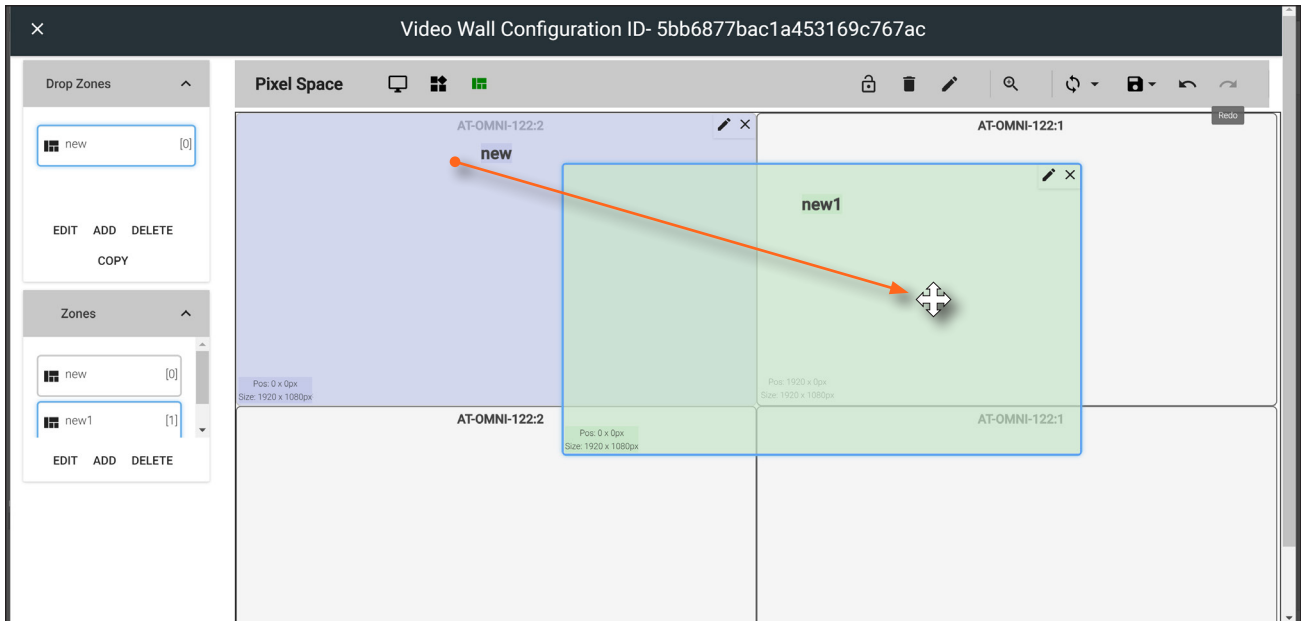 Video Wall Configuration ID- 5bb6877bac1a453169c767ac
Drop Zones
Pixel Space
Redo
new [0]
EDIT ADD DELETE
COPY
Zones
new [0]
new1 [1]
EDIT ADD DELETE
AT-OMNI-122:2
new
Pos: 0 x 0px
Size: 1920 x 1080px
AT-OMNI-122:1
new1
Pos: 1920 x 0px
Size: 1920 x 1080px
Pos: 0 x 0px
Size: 1920 x 1080px
AT-OMNI-122:2
AT-OMNI-122:1